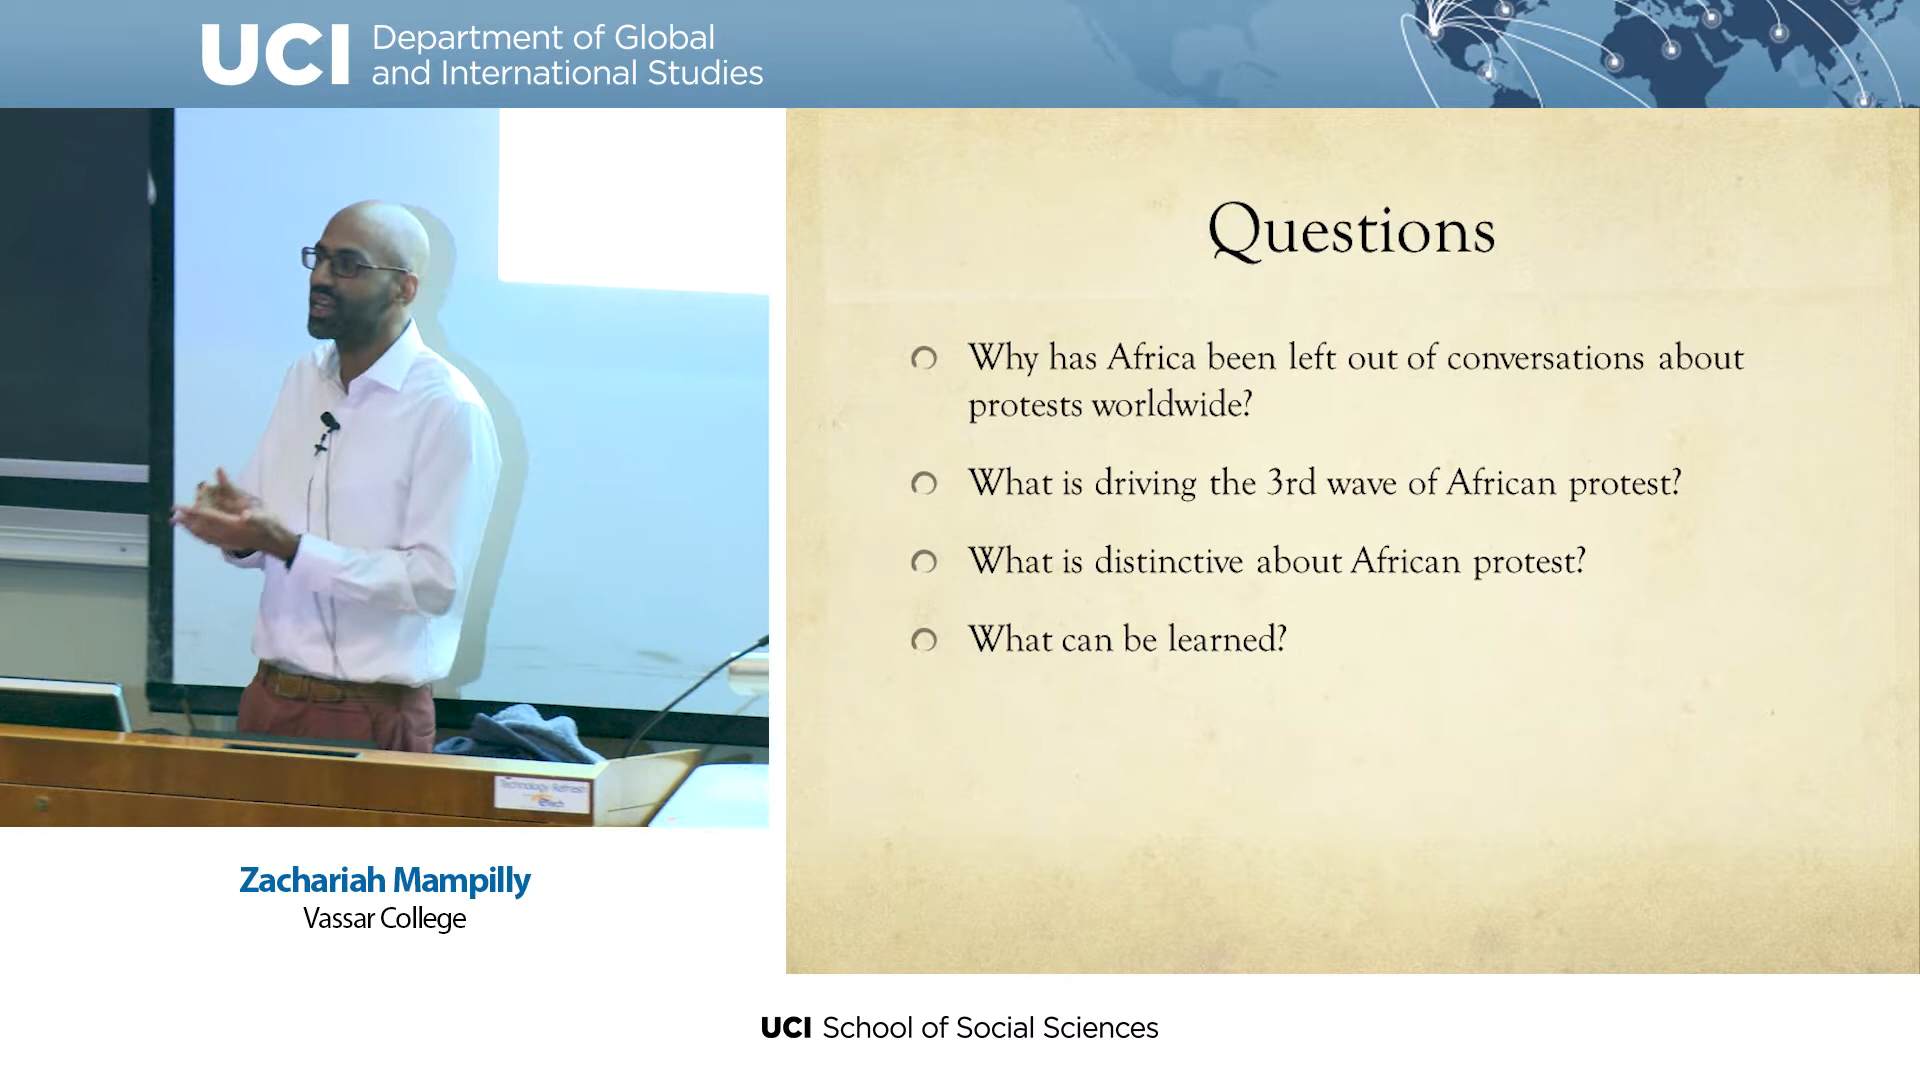 UCI Department of Global
and International Studies
Questions
Why has Africa been left out of conversations about
protests worldwide?
What is driving the 3rd wave of African protest?
What is distinctive about African protest?
What can be learned?
Technology Refresh
Zachariah Mampilly
Vassar College
UCI School of Social Sciences